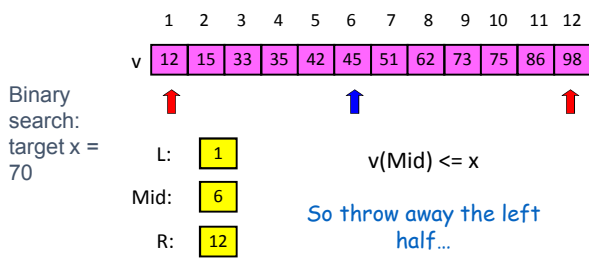 1 2 3 4 5 6 7 8 9 10 11 12
v 12 15 33 35 42 45 51 62 73 75 86 98
Binary
search:
target x =
70
L: 1
Mid: 6
R: 12
v(Mid) <= x
So throw away the left
half…